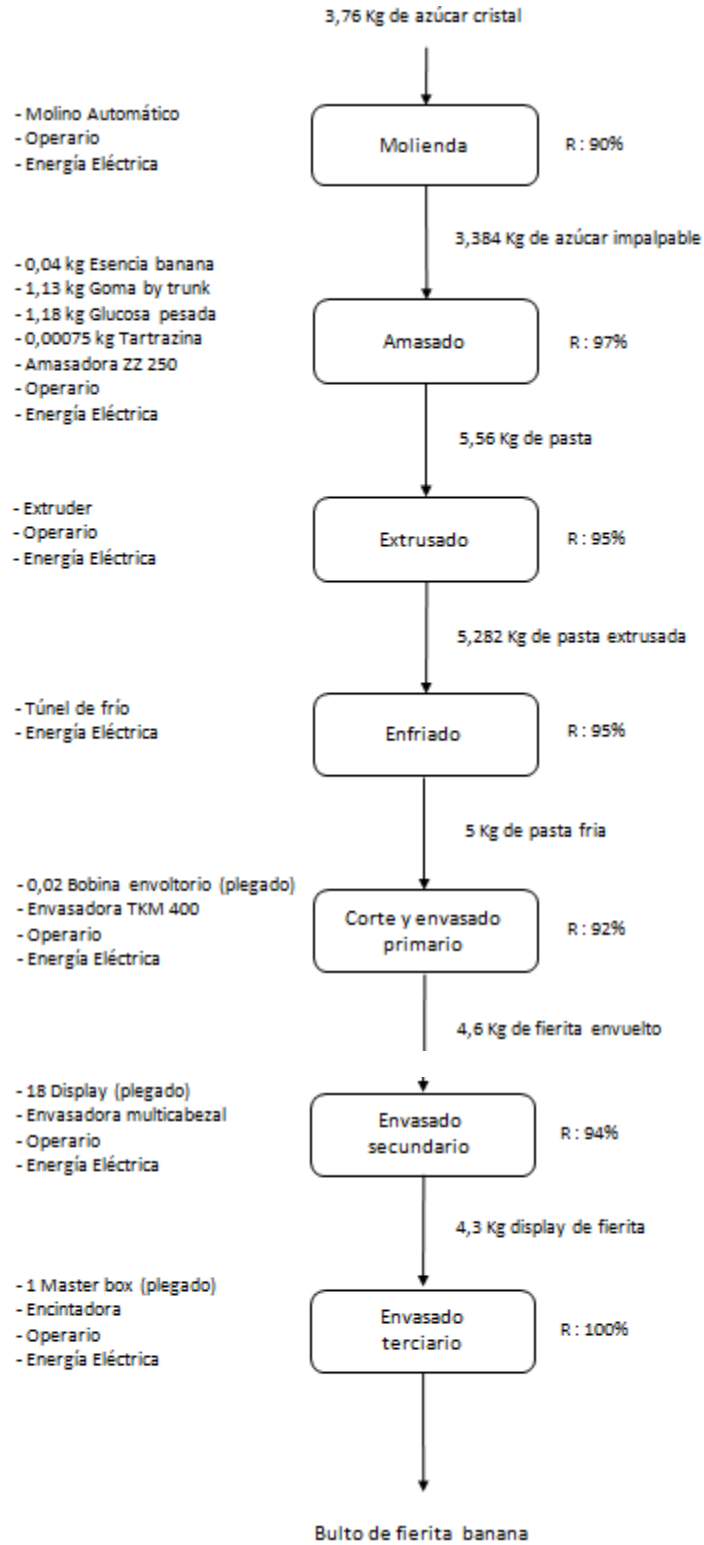 3,76 Kg de azúcar cristal
- Molino Automático
- Operario
- Energía Eléctrica
Molienda
R : 90%
3,384 Kg de azúcar impalpable
- 0,04 kg Esencia banana
- 1,13 kg Goma by trunk
- 1,18 kg Glucosa pesada
- 0,00075 kg Tartrazina
- Amasadora ZZ 250
- Operario
- Energía Eléctrica
Amasado
R : 97%
5,56 Kg de pasta
- Extruder
- Operario
- Energía Eléctrica
Extrusado
R : 95%
5,282 Kg de pasta extrusada
- Túnel de frío
- Energía Eléctrica
Enfriado
R : 95%
5 Kg de pasta fria
- 0,02 Bobina envoltorio (plegado)
- Envasadora TKM 400
- Operario
- Energía Eléctrica
Corte y envasado
primario
R : 92%
4,6 Kg de fierita envuelto
- 18 Display (plegado)
- Envasadora multicabezal
- Operario
- Energía Eléctrica
Envasado
secundario
R : 94%
4,3 Kg display de fierita
- 1 Master box (plegado)
- Encintadora
- Operario
- Energía Eléctrica
Envasado
terciario
R : 100%
Bulto de fierita banana